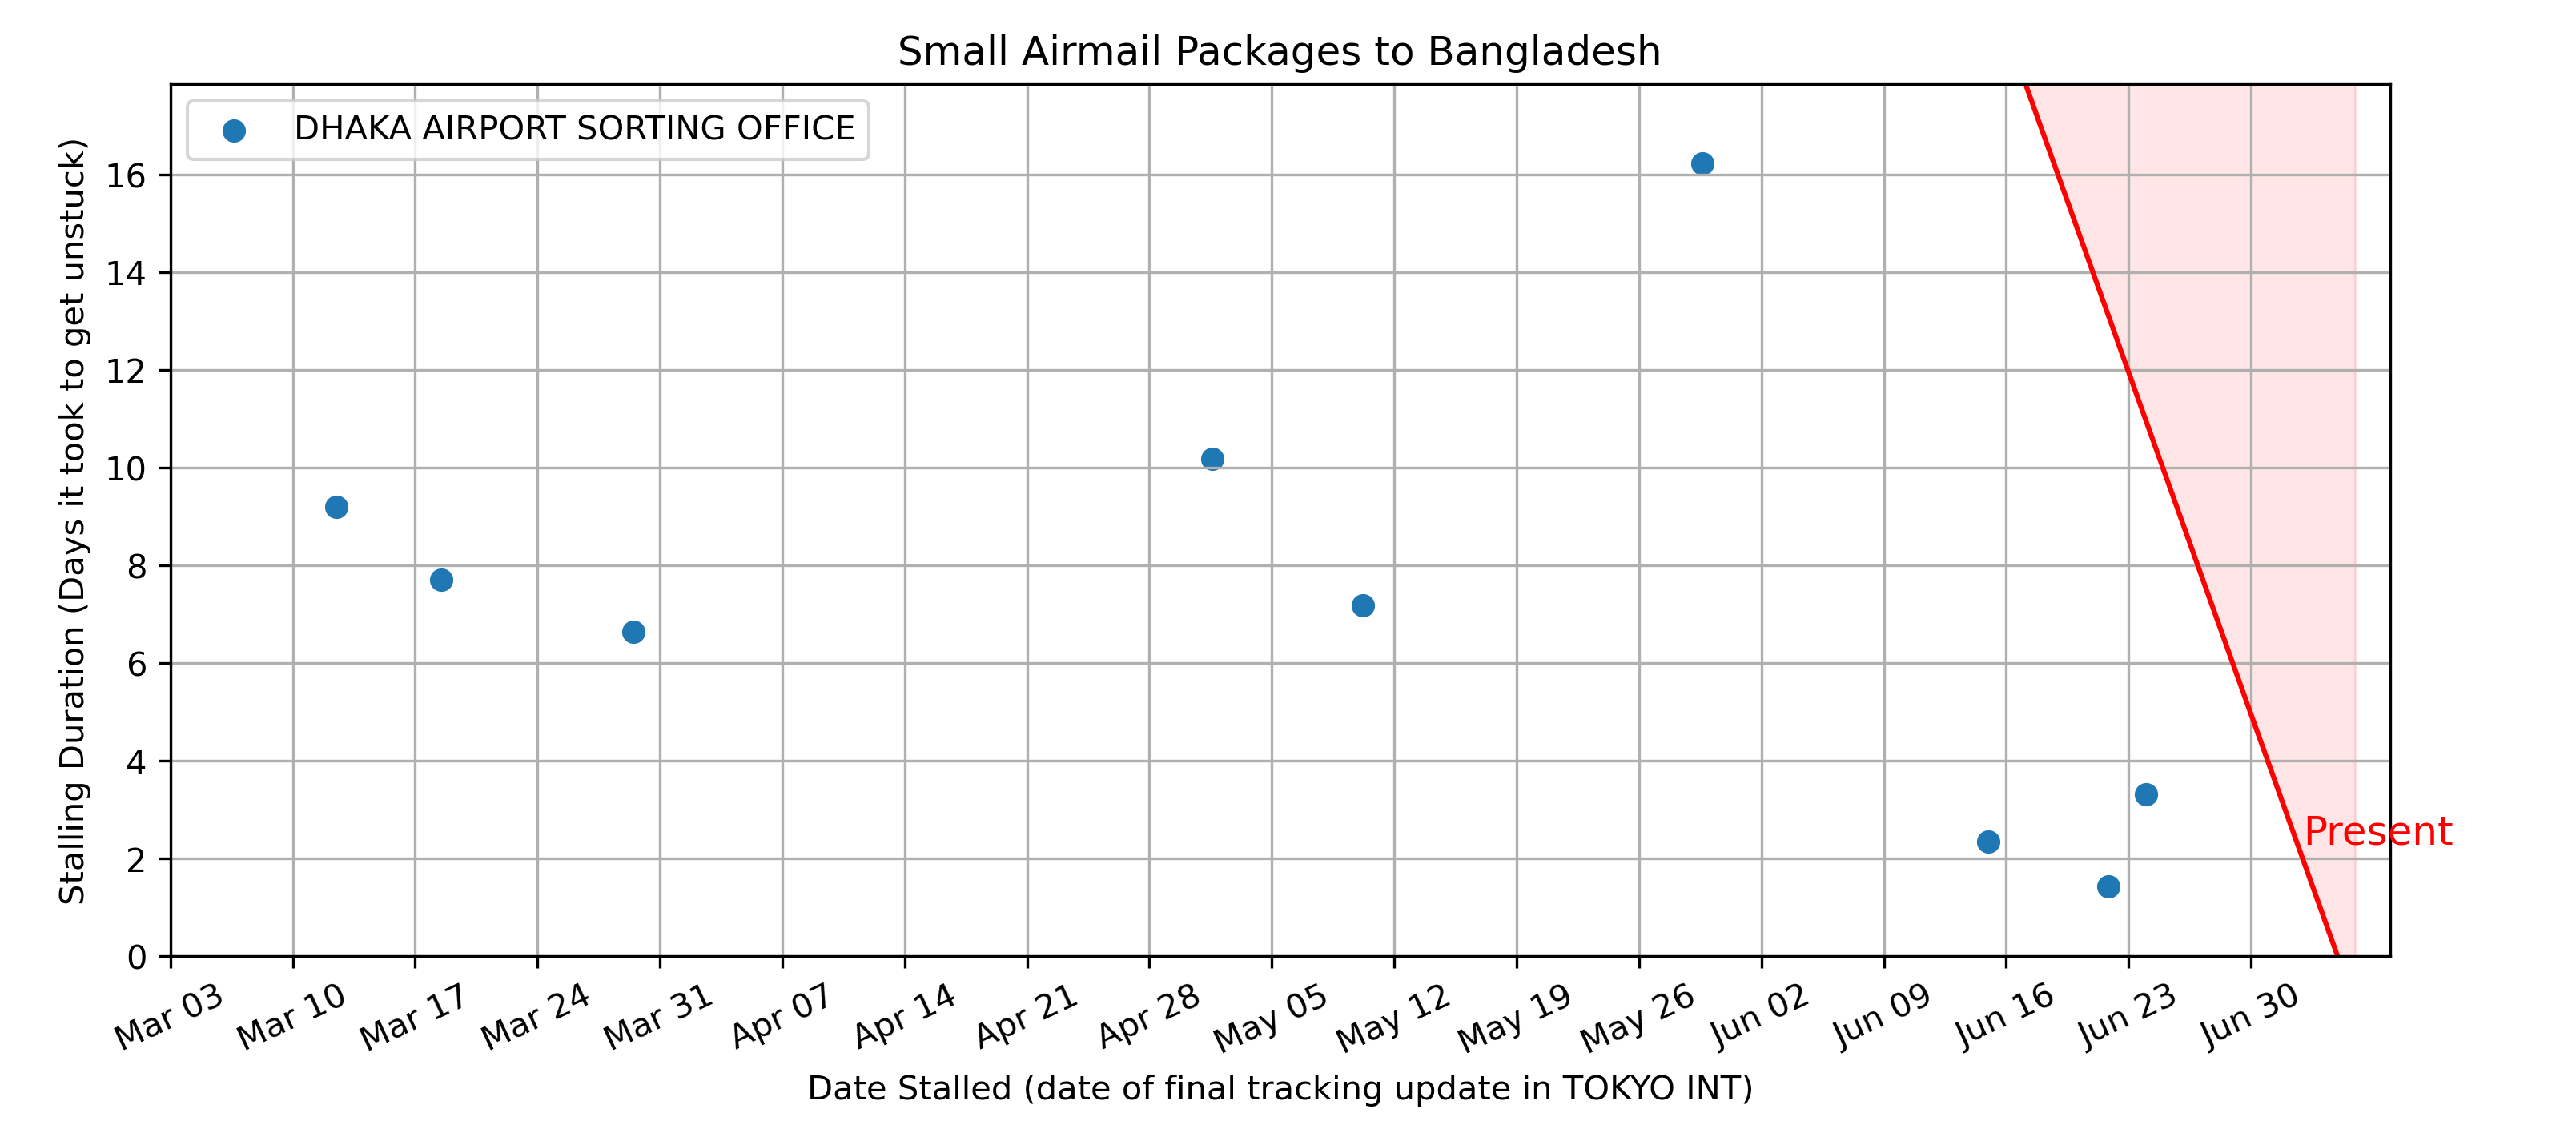 Small Airmail Packages to Bangladesh
DHAKA AIRPORT SORTING OFFICE
Stalling Duration (Days it took to get unstuck)
16
14
12
10
8
6
4
2
0
Present
Mar 03
Mar 10
Mar 17
Mar 24
Mar 31
Apr 07
Apr 14
Apr 21
Apr 28
May 05
May 12
May 19
May 26
Jun 02
Jun 09
Jun 16
Jun 23
Jun 30
Date Stalled (date of final tracking update in TOKYO INT)